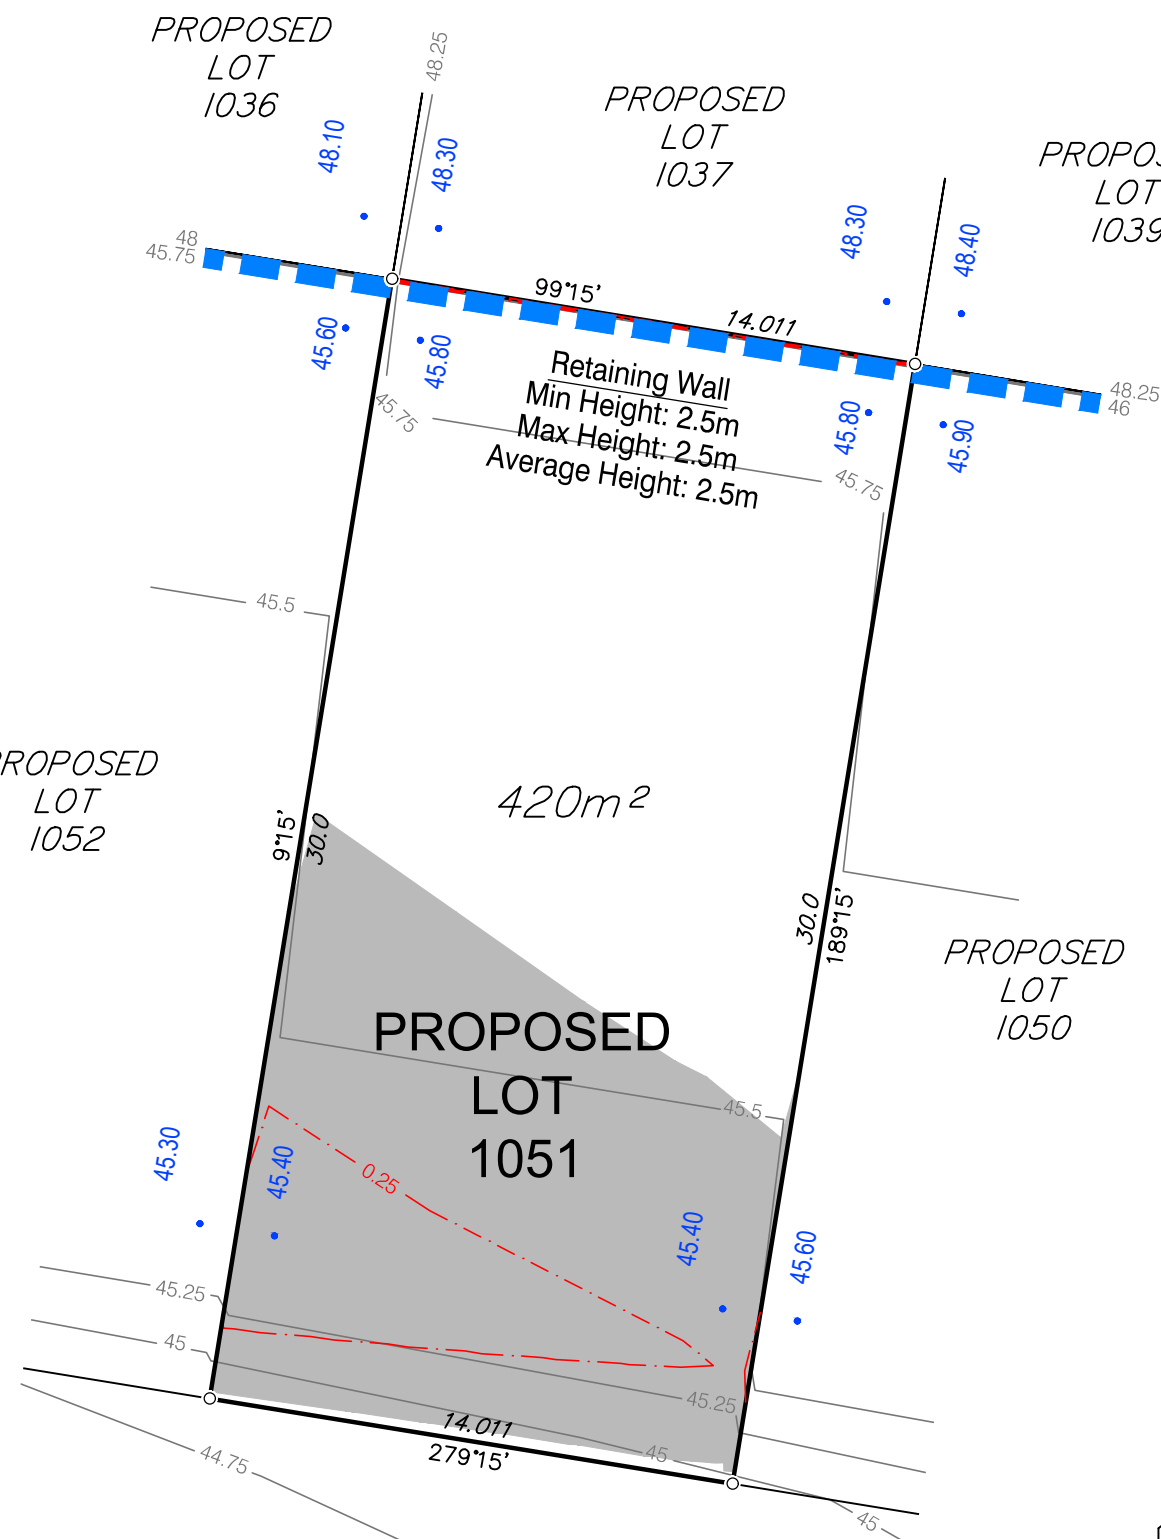 PROPOSED
LOT
1036
48.25
PROPOSED
LOT
1037
PROPOS
LOT
1039
48.10
48.30
48.30
48.40
48
45.75
99°15'
14.011
45.60
45.80
Retaining Wall
Min Height: 2.5m
Max Height: 2.5m
Average Height: 2.5m
48.25
46
45.80
45.90
45.75
45.75
45.5
PROPOSED
LOT
1052
420m²
9°15'
30.0
30.0
189°15'
PROPOSED
LOT
1050
PROPOSED
LOT
1051
45.5
45.30
45.40
0.25
45.40
45.60
45.25
45
45.25
14.011
279°15'
45
44.75
45